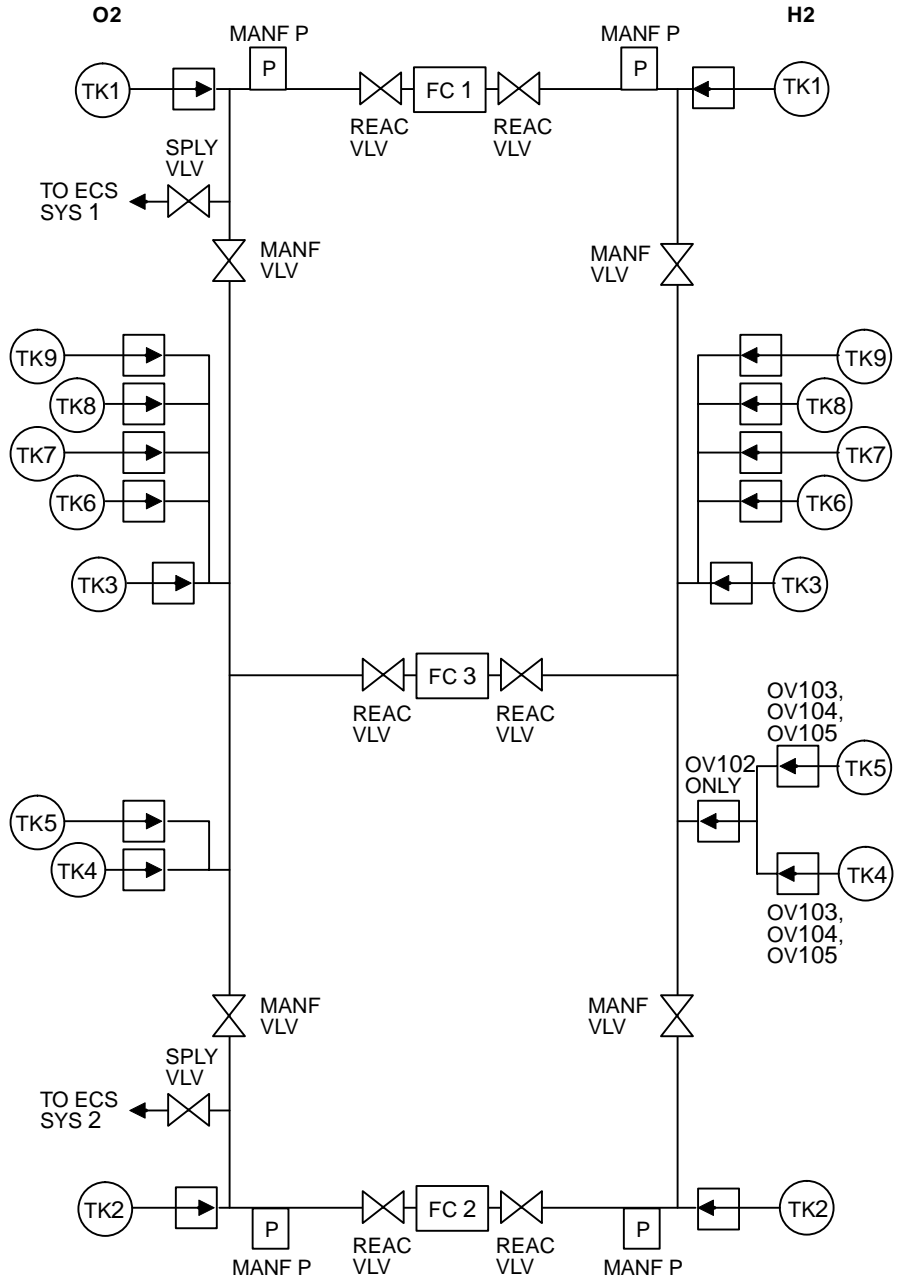 O2
H2
MANF P
MANF P
P
P
TK1
FC 1
TK1
REAC
VLV
REAC
VLV
SPLY
VLV
TO ECS
SYS 1
MANF
VLV
MANF
VLV
TK9
TK9
TK8
TK8
TK7
TK7
TK6
TK6
TK3
TK3
FC 3
REAC
VLV
REAC
VLV
OV103,
OV104,
OV105
OV102
ONLY
TK5
TK5
TK4
TK4
OV103,
OV104,
OV105
MANF
VLV
MANF
VLV
SPLY
VLV
TO ECS
SYS 2
TK2
FC 2
TK2
P
P
REAC
VLV
REAC
VLV
MANF P
MANF P